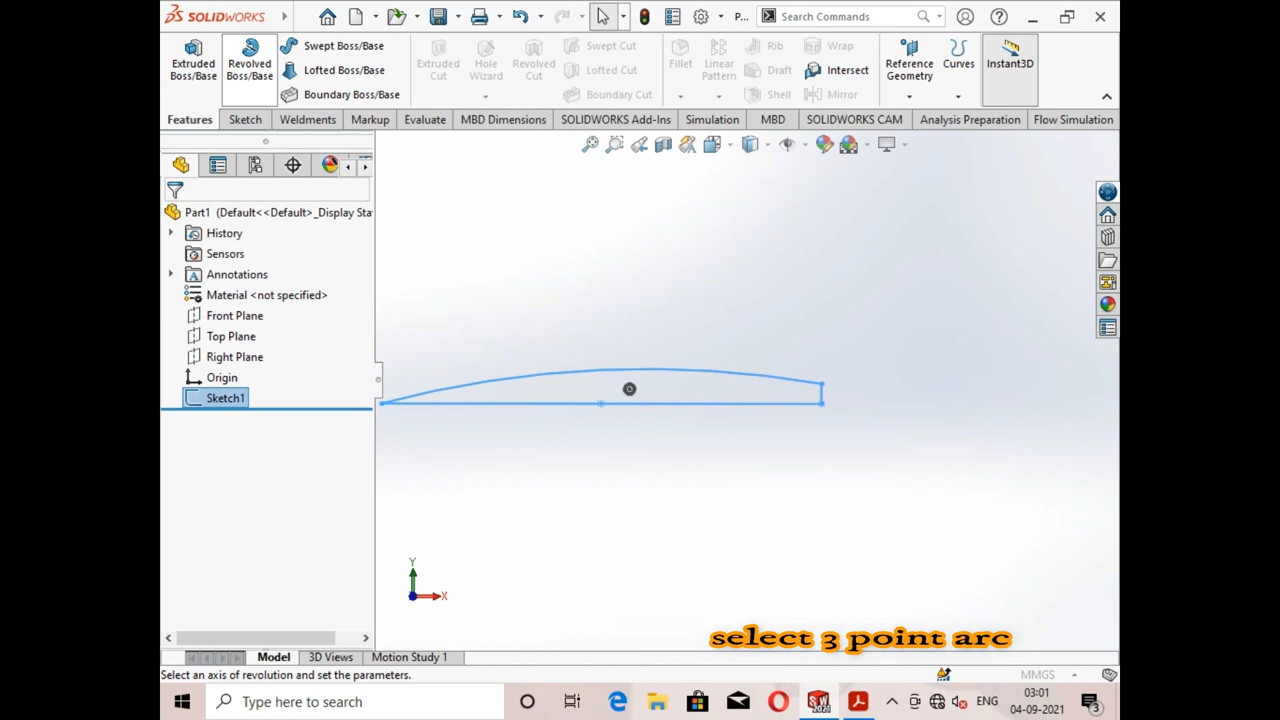 SOLIDWORKS
P...
Search Commands
Extruded Boss/Base
Revolved Boss/Base
Swept Boss/Base
Lofted Boss/Base
Boundary Boss/Base
Extruded Cut
Hole Wizard
Revolved Cut
Swept Cut
Lofted Cut
Boundary Cut
Fillet
Linear Pattern
Rib
Draft
Shell
Wrap
Intersect
Mirror
Reference Geometry
Curves
Instant3D
Features Sketch Weldments Markup Evaluate MBD Dimensions SOLIDWORKS Add-Ins Simulation MBD SOLIDWORKS CAM Analysis Preparation Flow Simulation
Part1 (Default<<Default>_Display Sta
History
Sensors
Annotations
Material <not specified>
Front Plane
Top Plane
Right Plane
Origin
Sketch1
Y
X
select 3 point arc
Model 3D Views Motion Study 1
Select an axis of revolution and set the parameters.
MMGS
Type here to search
ENG
03:01
04-09-2021
3